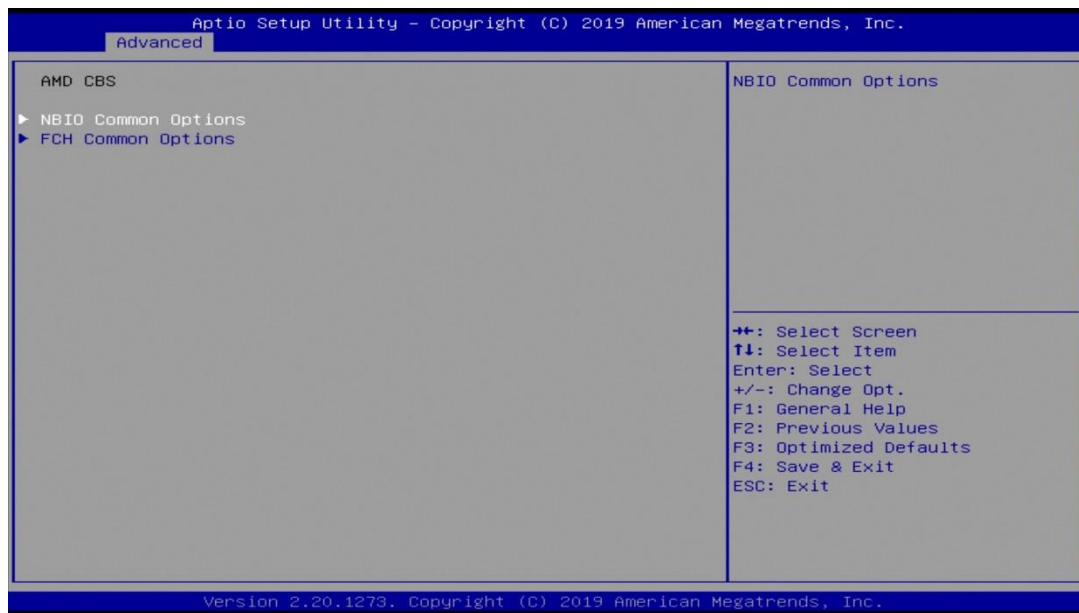 Aptio Setup Utility – Copyright (C) 2019 American Megatrends, Inc.
Advanced
AMD CBS
▶ NBIO Common Options
▶ FCH Common Options
NBIO Common Options
→←: Select Screen
↑↓: Select Item
Enter: Select
+/-: Change Opt.
F1: General Help
F2: Previous Values
F3: Optimized Defaults
F4: Save & Exit
ESC: Exit
Version 2.20.1273. Copyright (C) 2019 American Megatrends, Inc.